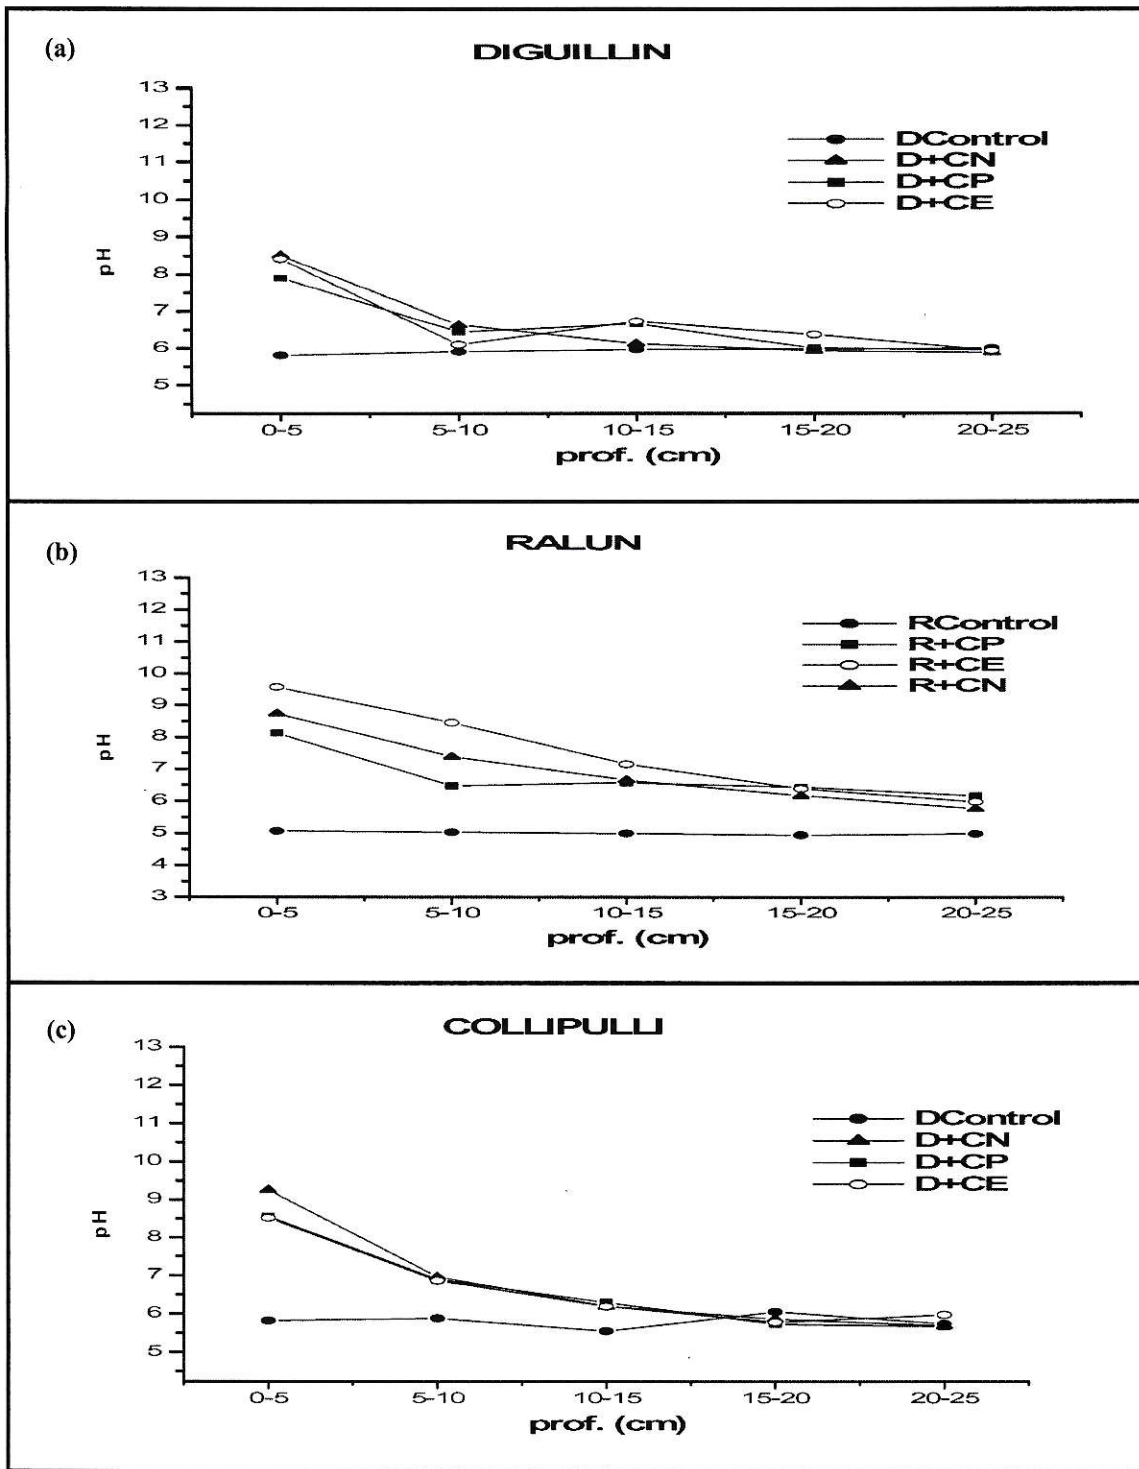 (a)
DIGUILLIN
13
12
11
10
9
8
7
6
5
pH
DControl
D+CN
D+CP
D+CE
0-5 5-10 10-15 15-20 20-25
prof. (cm)
(b)
RALUN
13
12
11
10
9
8
7
6
5
4
3
pH
RControl
R+CP
R+CE
R+CN
0-5 5-10 10-15 15-20 20-25
prof. (cm)
(c)
COLLIPULLI
13
12
11
10
9
8
7
6
5
pH
DControl
D+CN
D+CP
D+CE
0-5 5-10 10-15 15-20 20-25
prof. (cm)